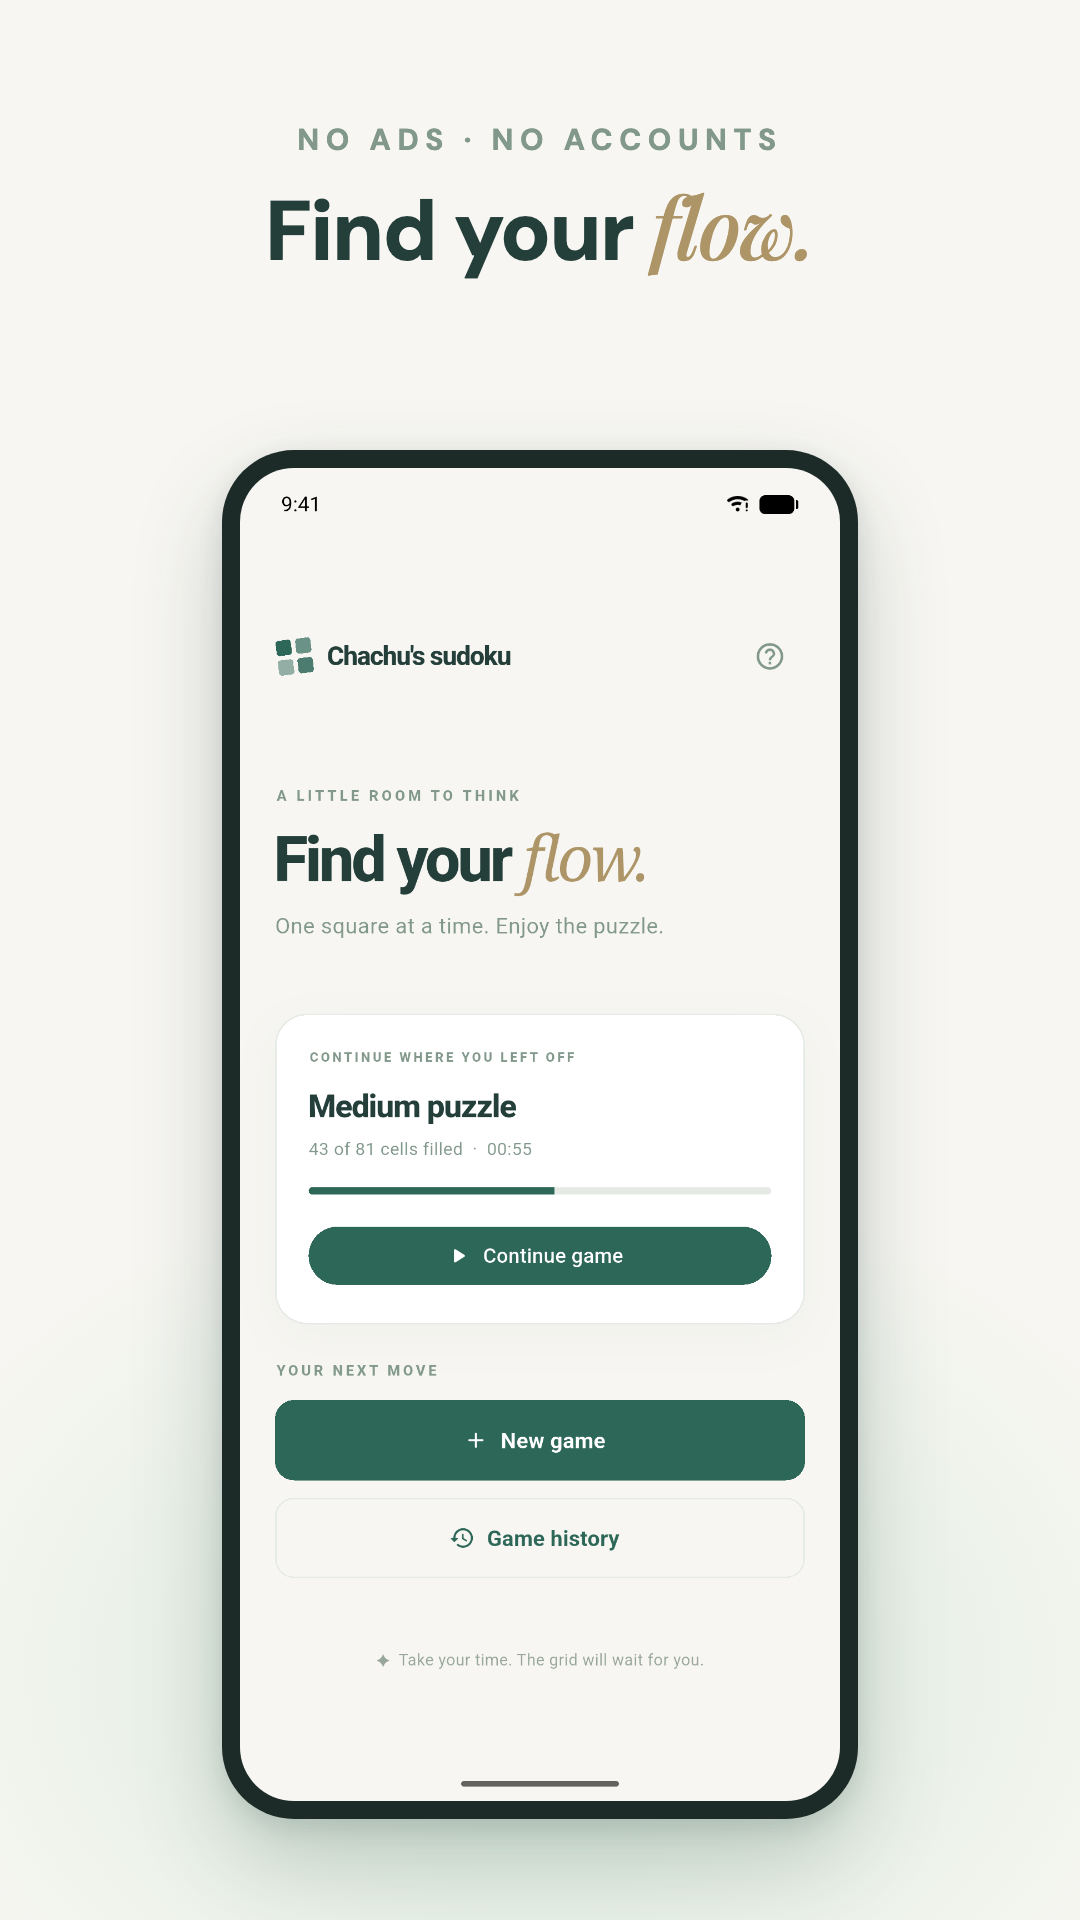 NO ADS · NO ACCOUNTS
Find your flow.
9:41
Chachu's sudoku
A LITTLE ROOM TO THINK
Find your flow.
One square at a time. Enjoy the puzzle.
CONTINUE WHERE YOU LEFT OFF
Medium puzzle
43 of 81 cells filled · 00:55
Continue game
YOUR NEXT MOVE
New game
Game history
Take your time. The grid will wait for you.